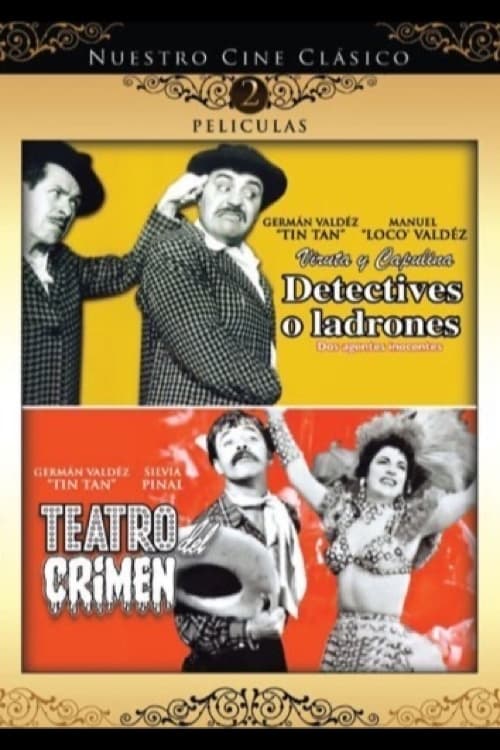 NUESTRO CINE CLÁSICO
2
PELICULAS
GERMÁN VALDÉZ MANUEL
"TIN TAN" "LOCO' VALDÉZ
Viruta y Capulina
Detectives
o ladrones
Dos agentes inocentes
GERMÁN VALDÉZ SILVIA
"TIN TAN" PINAL
TEATRO del
CRIMEN